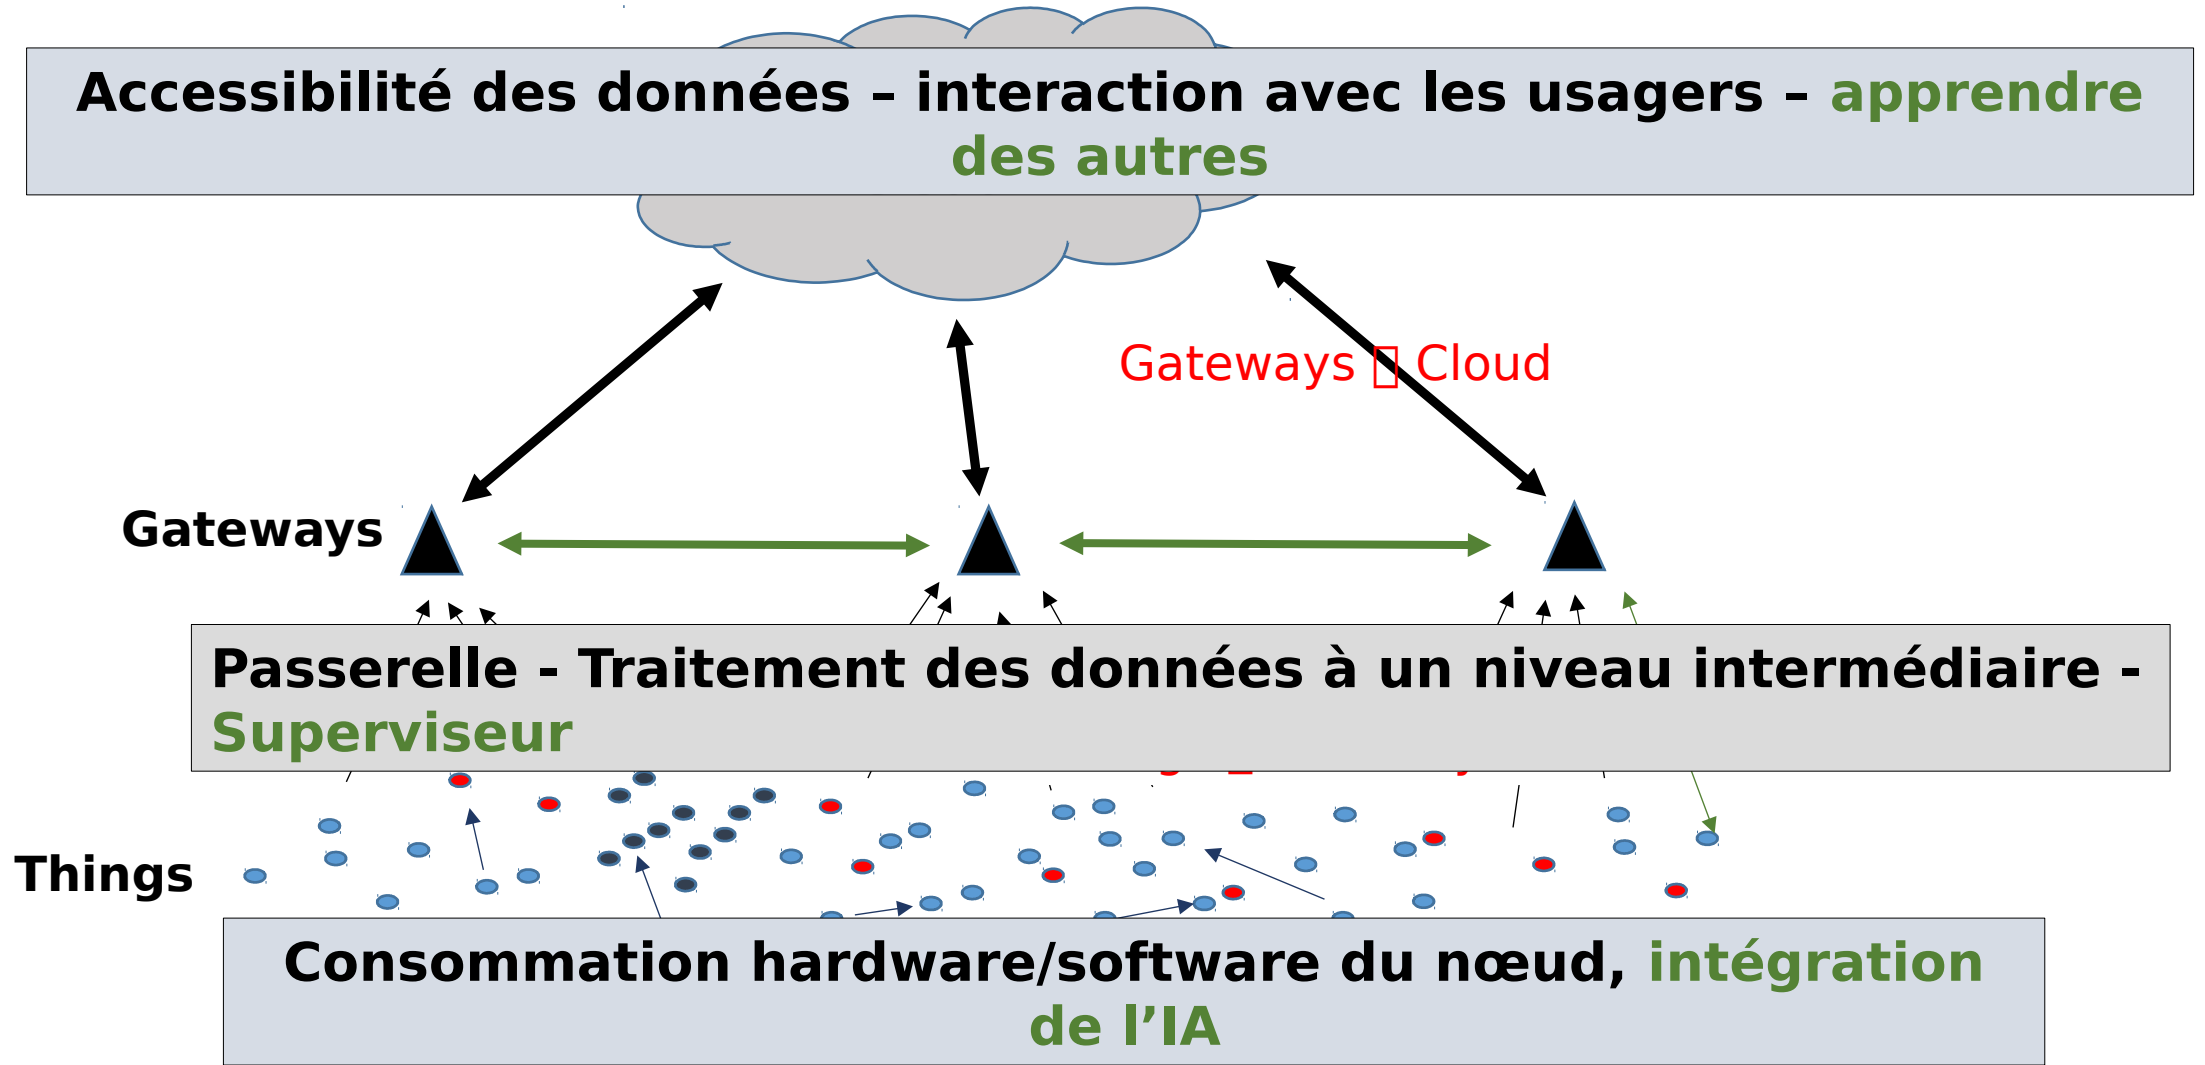 Accessibilité des données – interaction avec les usagers – apprendre
des autres
Gateways  Cloud
Gateways
Passerelle - Traitement des données à un niveau intermédiaire -
Superviseur
Things
Consommation hardware/software du nœud, intégration
de l’IA